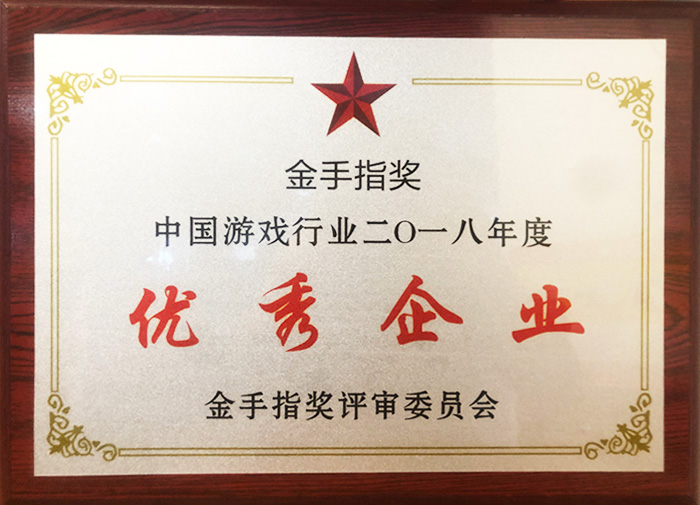 金手指奖
中国游戏行业二〇一八年度
优秀企业
金手指奖评审委员会